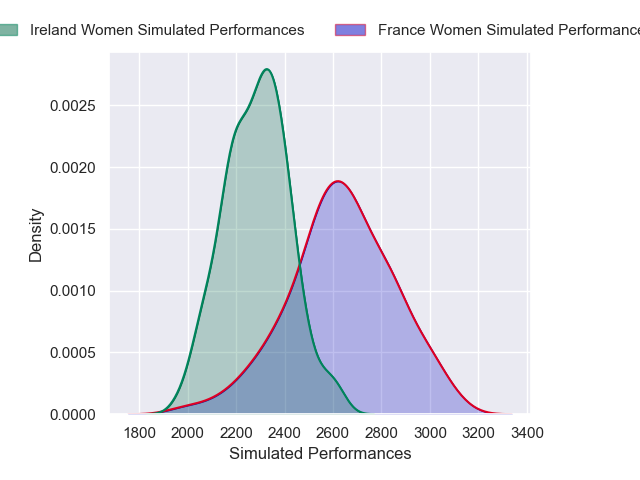 Ireland Women Simulated Performances
France Women Simulated Performance
0.0025
0.0020
0.0015
0.0010
0.0005
0.0000
Density
1800 2000 2200 2400 2600 2800 3000 3200 3400
Simulated Performances